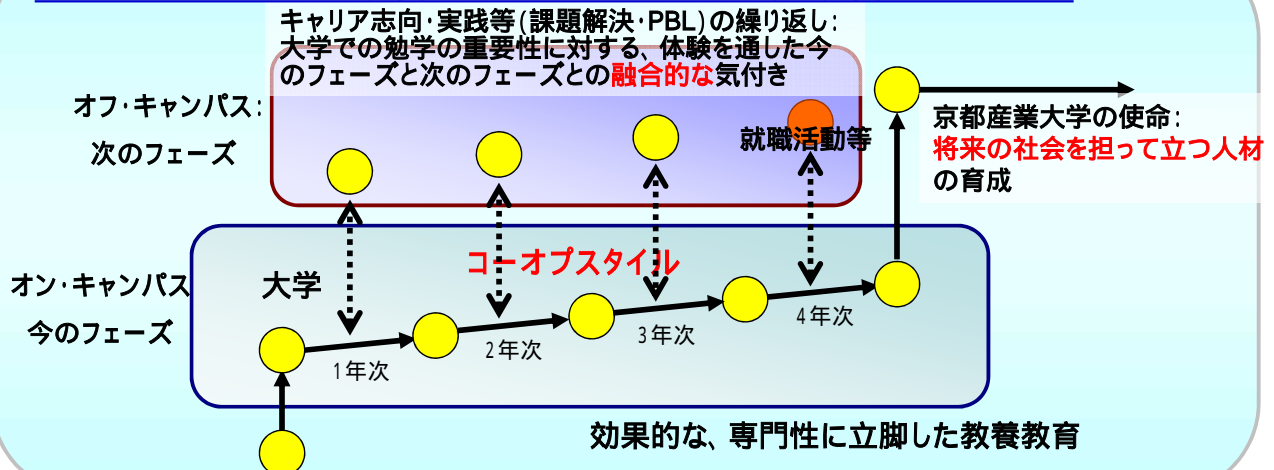 キャリア志向・実践等(課題解決・PBL)の繰り返し:
大学での勉学の重要性に対する、体験を通した今
のフェーズと次のフェーズとの融合的な気付き
オフ・キャンパス:
次のフェーズ
就職活動等
京都産業大学の使命:
将来の社会を担って立つ人材
の育成
オン・キャンパス
今のフェーズ
大学
コーオプスタイル
1年次
2年次
3年次
4年次
効果的な、専門性に立脚した教養教育